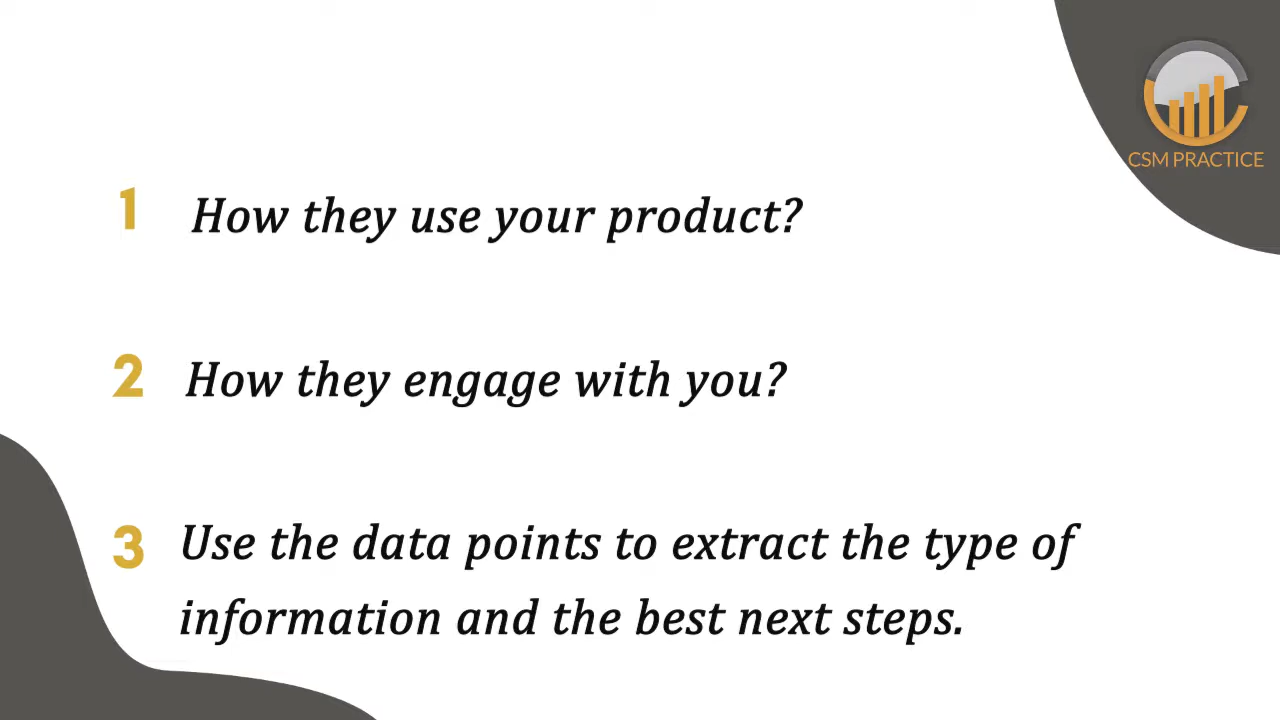 CSM PRACTICE
1 How they use your product?
2 How they engage with you?
3 Use the data points to extract the type of
information and the best next steps.